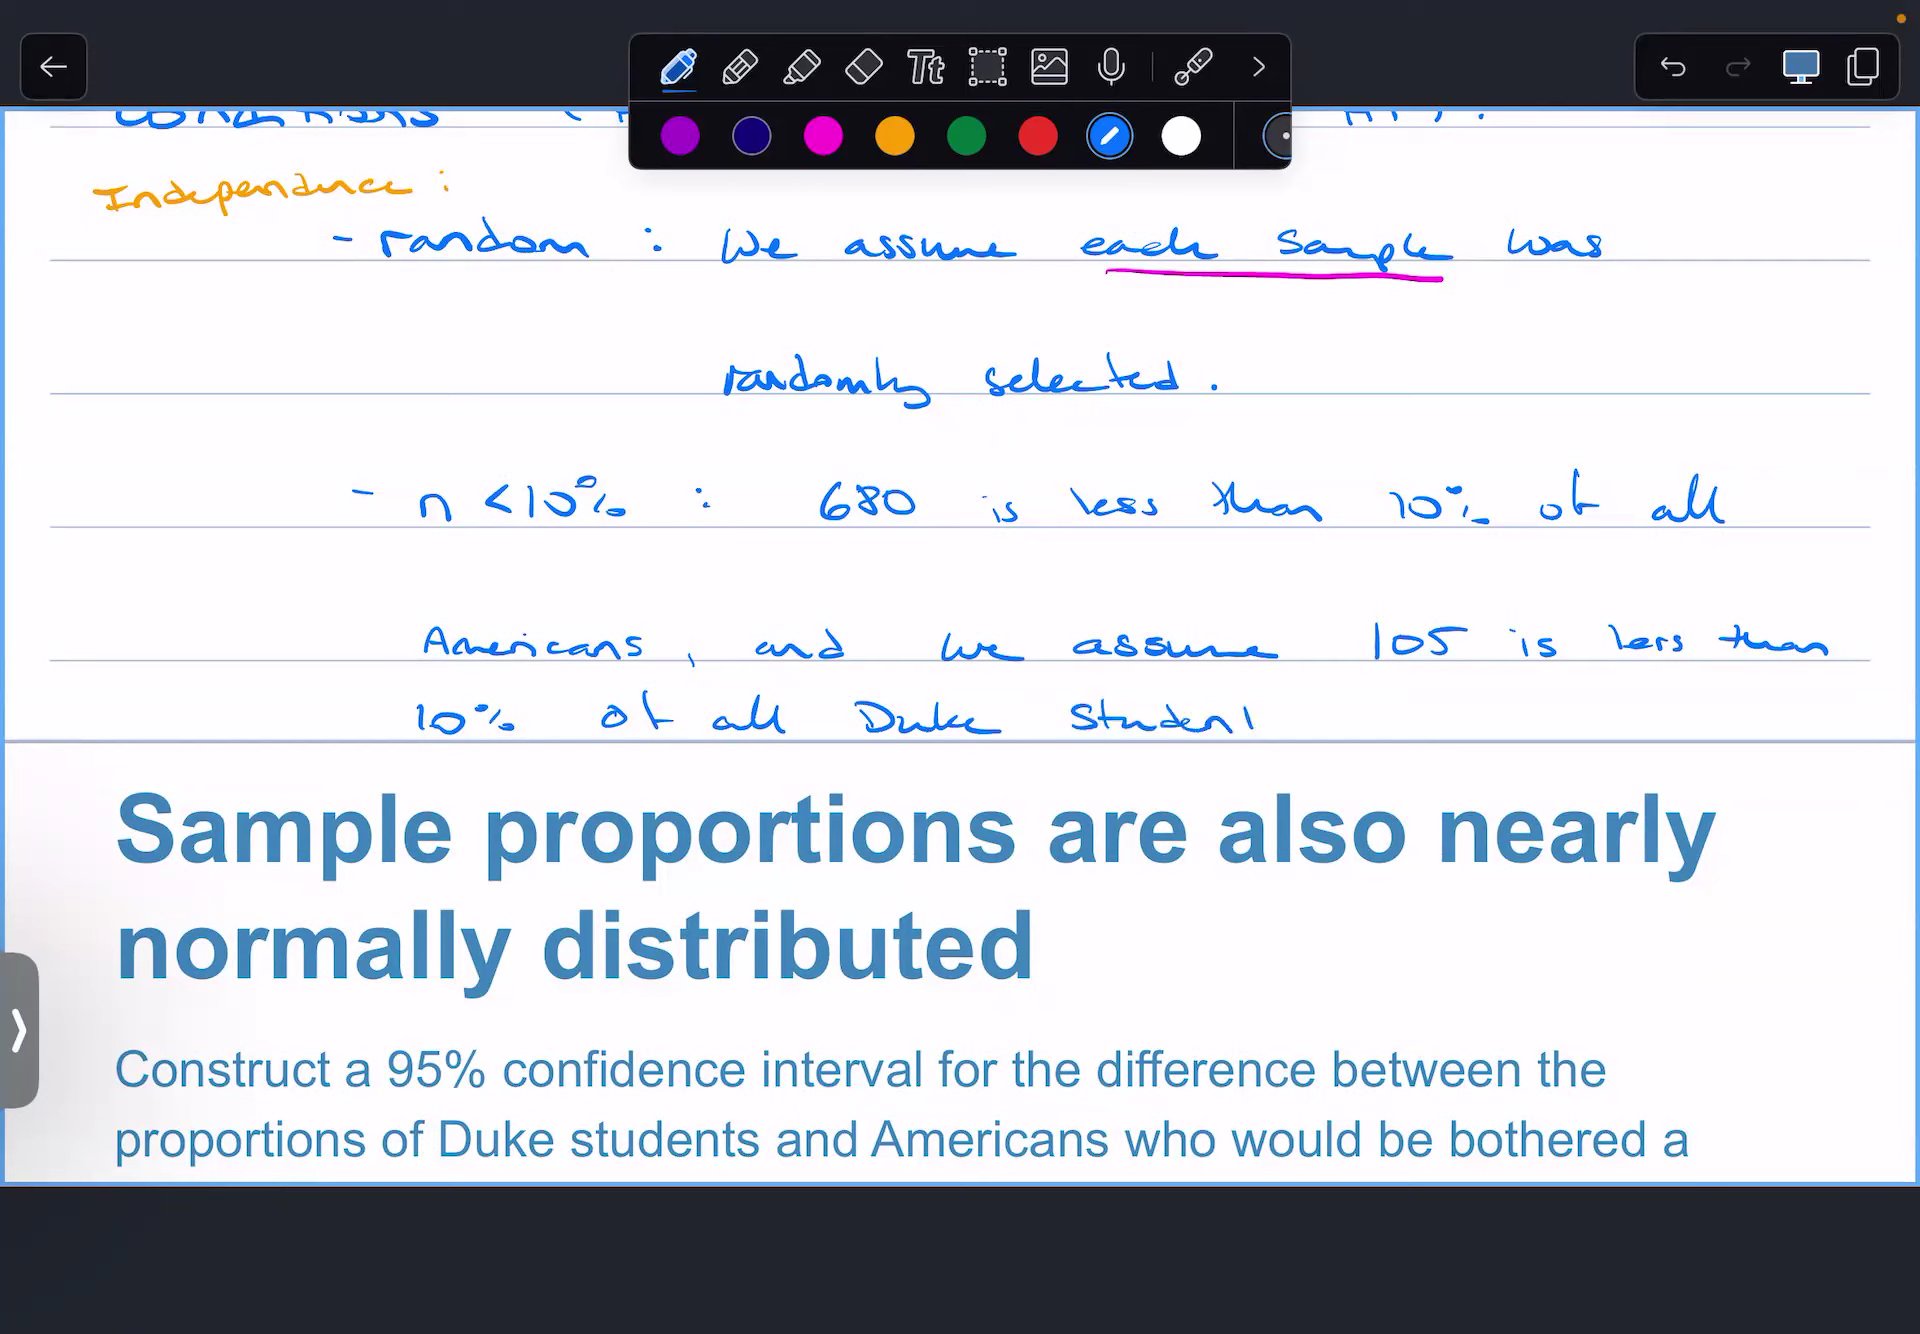 Tt
Independence :
- random : We assume each sample was
randomly selected .
- n < 10% : 680 is less than 10% of all
Americans , and we assume 105 is less than
10% of all Duke Student
Sample proportions are also nearly
normally distributed
Construct a 95% confidence interval for the difference between the
proportions of Duke students and Americans who would be bothered a